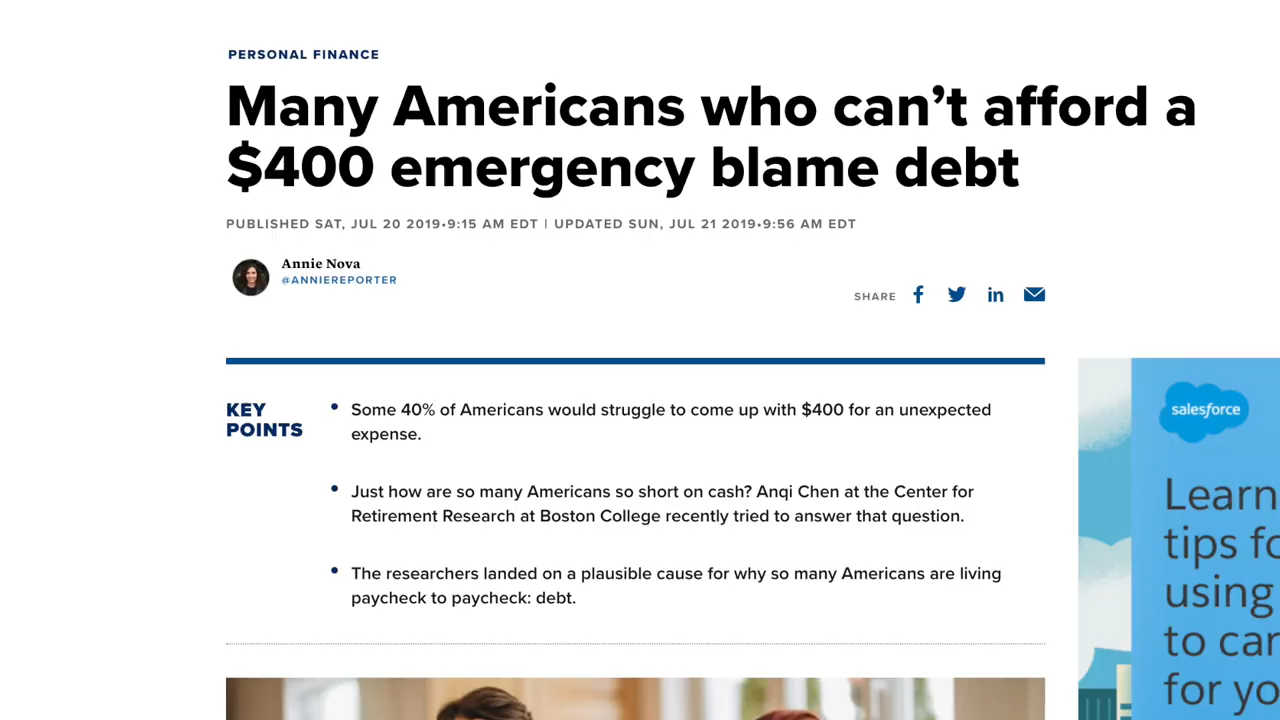 PERSONAL FINANCE
Many Americans who can’t afford a
$400 emergency blame debt
PUBLISHED SAT, JUL 20 2019•9:15 AM EDT | UPDATED SUN, JUL 21 2019•9:56 AM EDT
Annie Nova
@ANNIEREPORTER
SHARE
KEY
POINTS
• Some 40% of Americans would struggle to come up with $400 for an unexpected
expense.
• Just how are so many Americans so short on cash? Anqi Chen at the Center for
Retirement Research at Boston College recently tried to answer that question.
• The researchers landed on a plausible cause for why so many Americans are living
paycheck to paycheck: debt.
salesforce
Learn
tips fo
using
to car
for yo